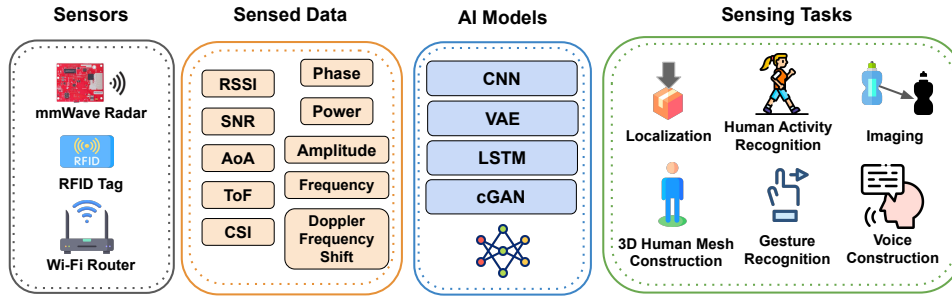 Sensors
mmWave Radar
RFID
RFID Tag
Wi-Fi Router
Sensed Data
RSSI
SNR
AoA
ToF
CSI
Phase
Power
Amplitude
Frequency
Doppler
Frequency
Shift
AI Models
CNN
VAE
LSTM
cGAN
Sensing Tasks
Localization
Human Activity
Recognition
Imaging
3D Human Mesh
Construction
Gesture
Recognition
Voice
Construction